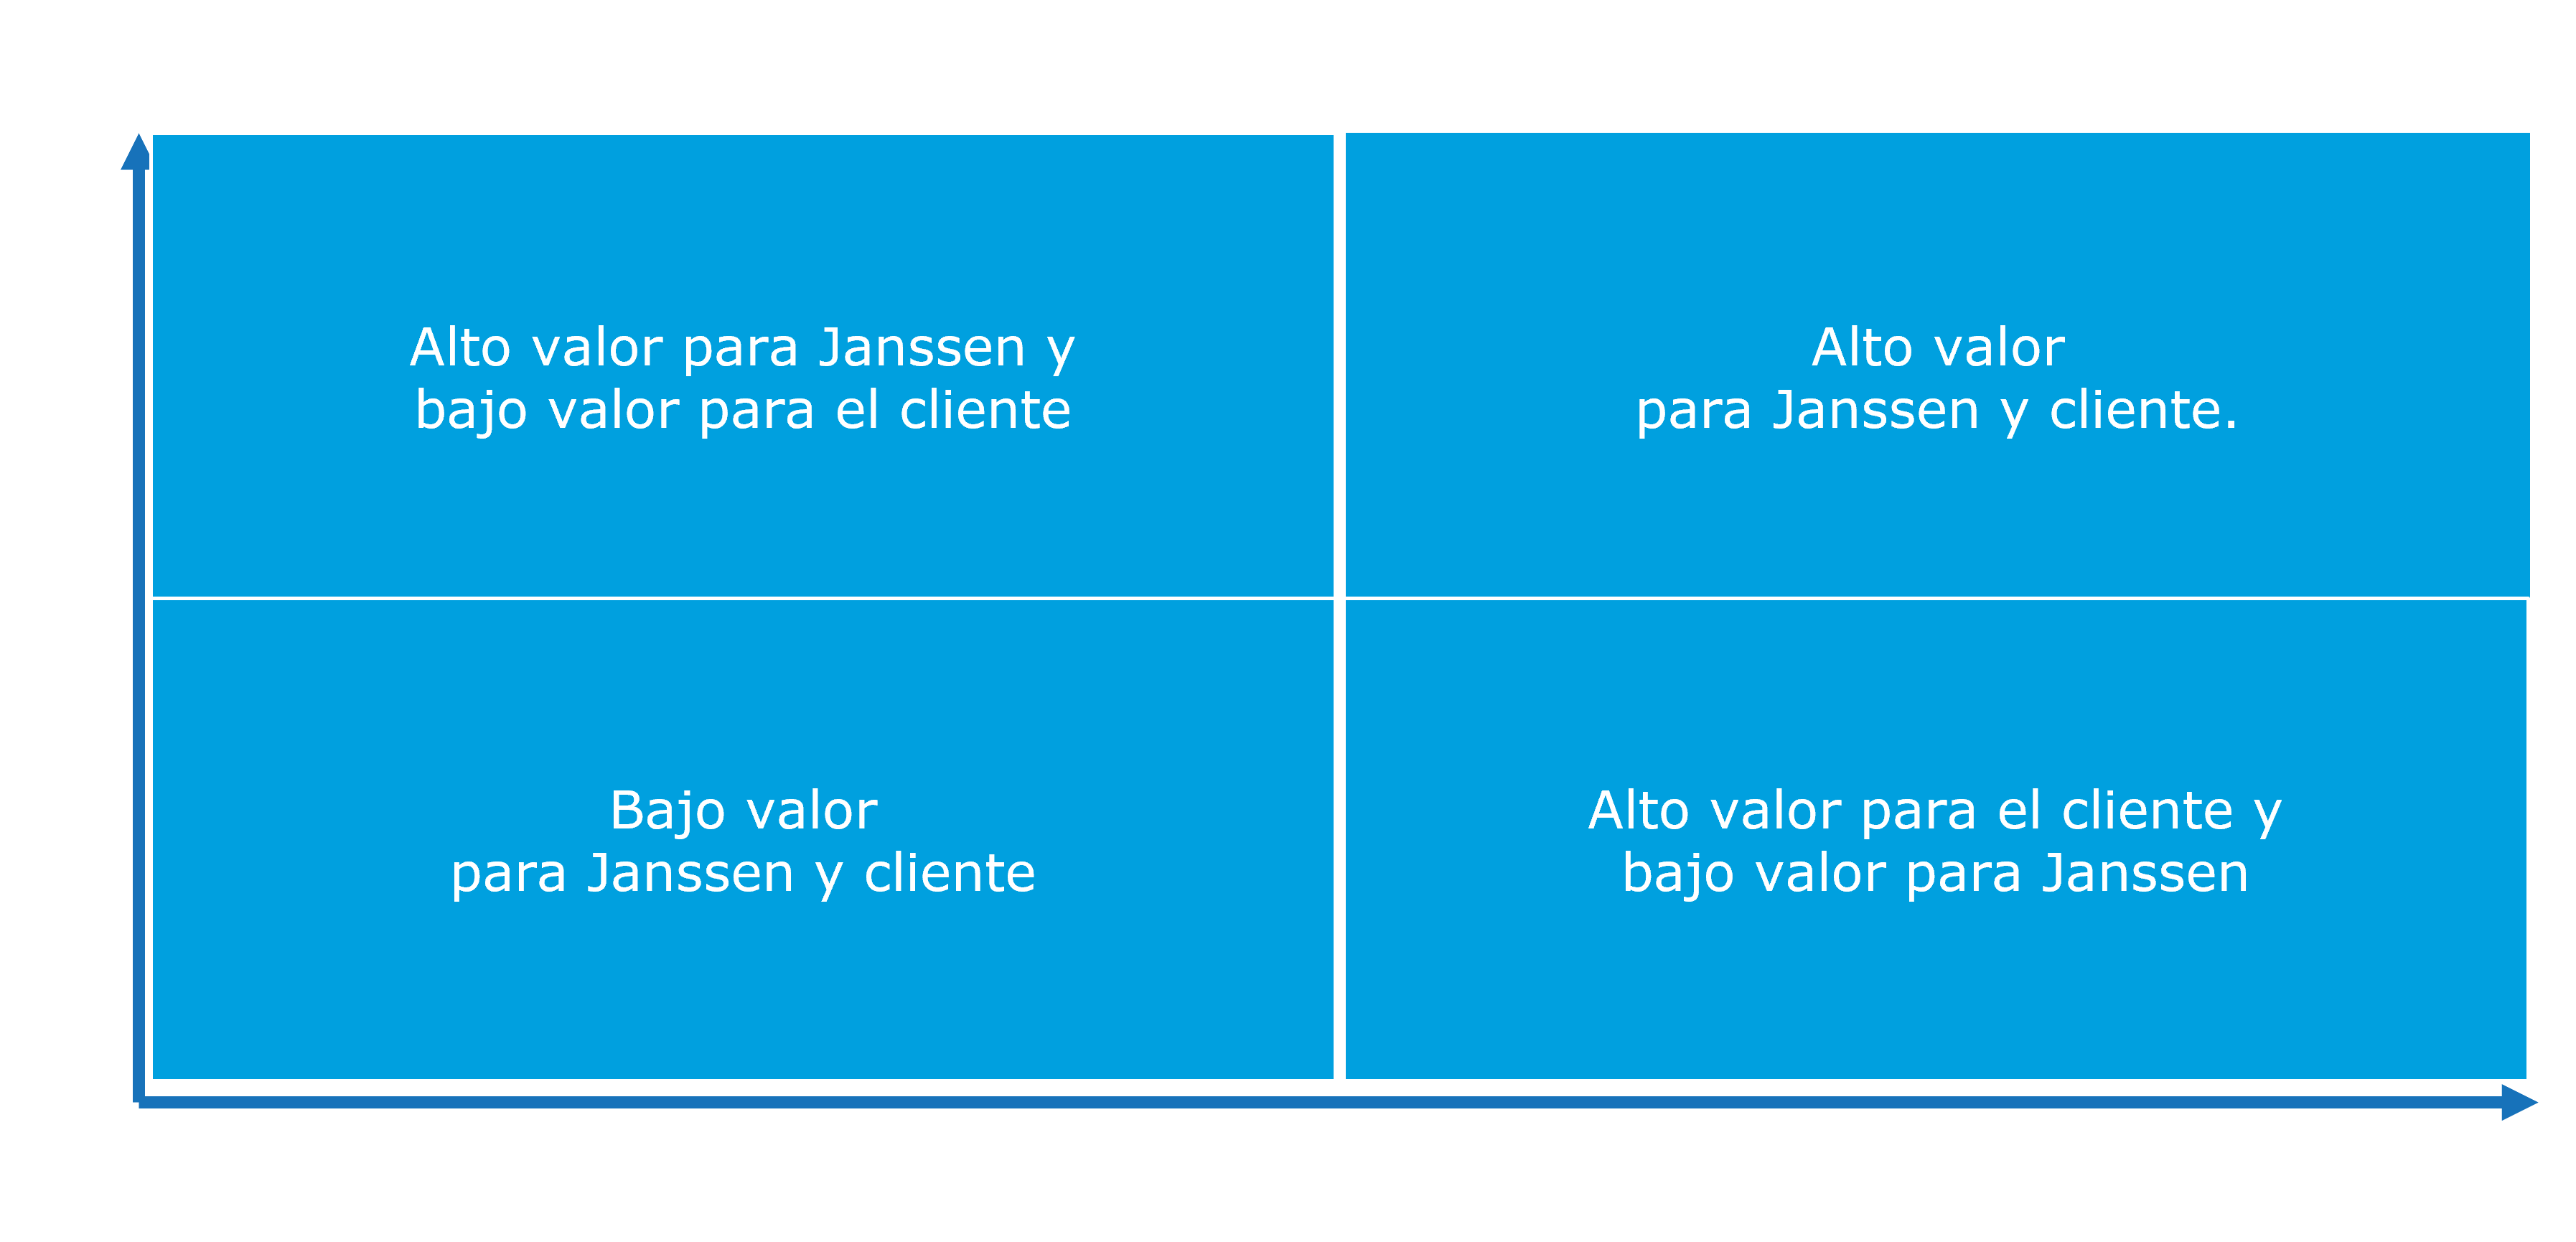 Alto valor para Janssen y
bajo valor para el cliente
Alto valor
para Janssen y cliente.
Bajo valor
para Janssen y cliente
Alto valor para el cliente y
bajo valor para Janssen